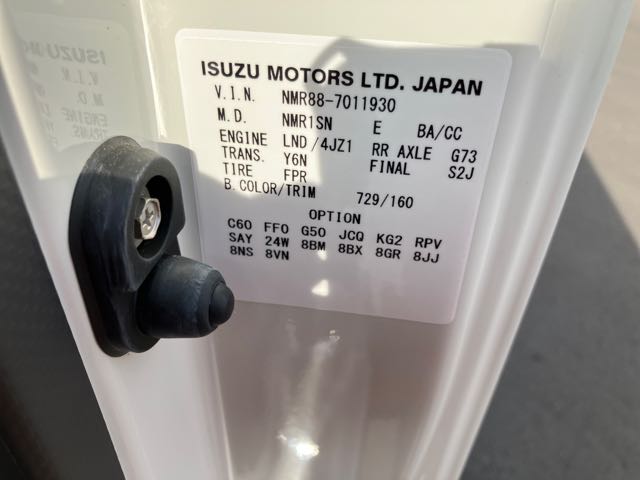 ISUZU MOTORS LTD. JAPAN
V.I.N. NMR88-7011930
M.D. NMR1SN E BA/CC
ENGINE LND/4JZ1 RR AXLE G73
TRANS. Y6N FINAL S2J
TIRE FPR
B.COLOR/TRIM 729/160
OPTION
C60 FF0 G50 JCQ KG2 RPV
SAY 24W 8BM 8BX 8GR 8JJ
8NS 8VN